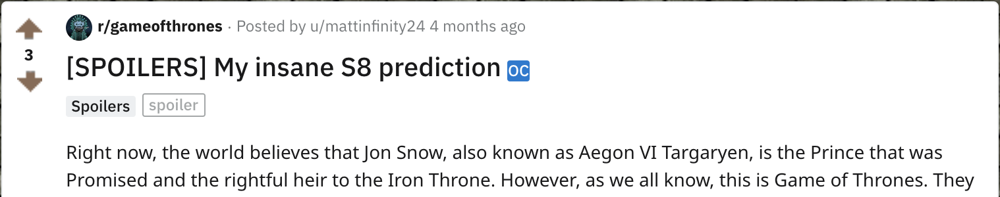 r/gameofthrones · Posted by u/mattinfinity24 4 months ago
3
[SPOILERS] My insane S8 prediction OC
Spoilers spoiler
Right now, the world believes that Jon Snow, also known as Aegon VI Targaryen, is the Prince that was
Promised and the rightful heir to the Iron Throne. However, as we all know, this is Game of Thrones. They